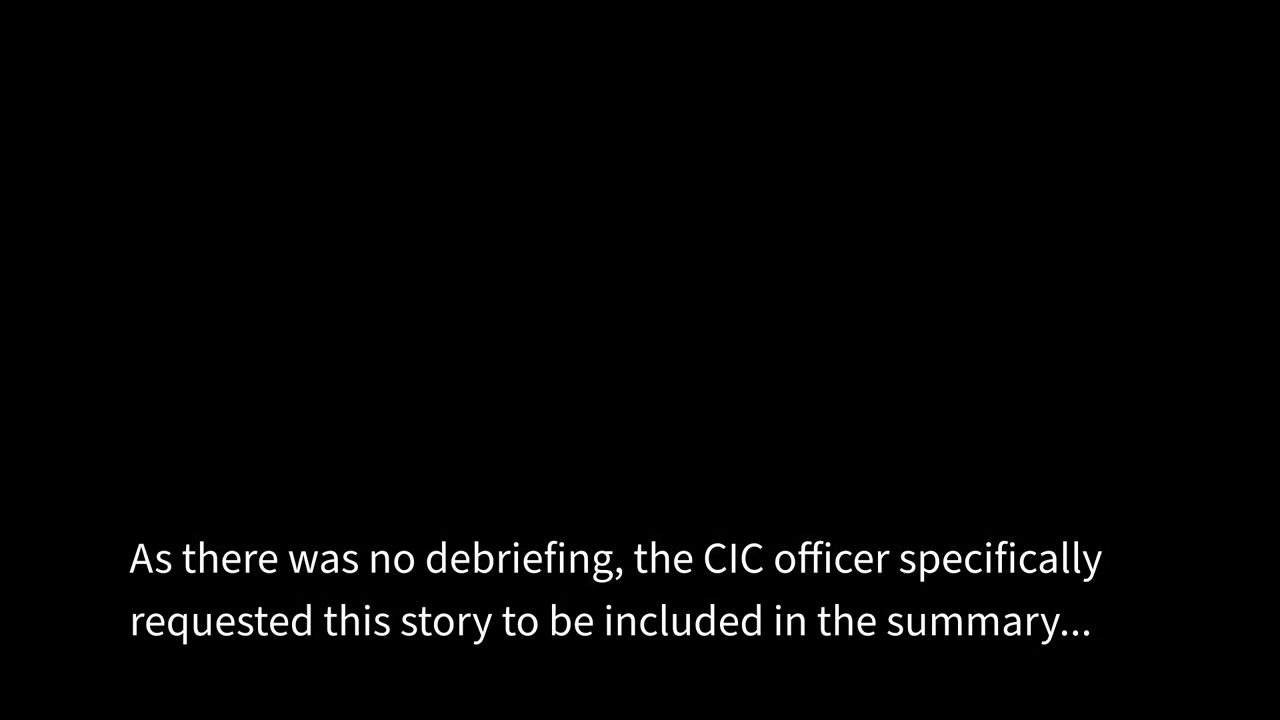 As there was no debriefing, the CIC officer specifically
requested this story to be included in the summary...